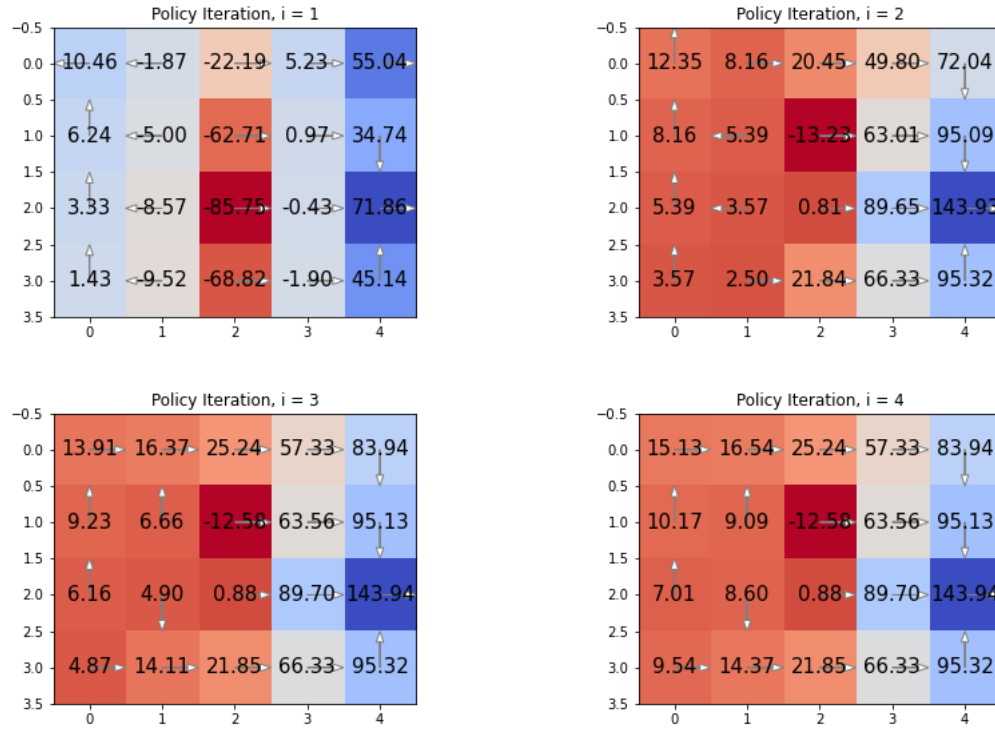 Policy Iteration, i = 1
−0.5
0.0 10.46 -1.87 -22.19 5.23 55.04
0.5
1.0 6.24 -5.00 -62.71 0.97 34.74
1.5
2.0 3.33 -8.57 -85.75 -0.43 71.86
2.5
3.0 1.43 -9.52 -68.82 -1.90 45.14
3.5
0 1 2 3 4
Policy Iteration, i = 2
−0.5
0.0 12.35 8.16 20.45 49.80 72.04
0.5
1.0 8.16 5.39 -13.23 63.01 95.09
1.5
2.0 5.39 3.57 0.81 89.65 143.93
2.5
3.0 3.57 2.50 21.84 66.33 95.32
3.5
0 1 2 3 4
Policy Iteration, i = 3
−0.5
0.0 13.91 16.37 25.24 57.33 83.94
0.5
1.0 9.23 6.66 -12.58 63.56 95.13
1.5
2.0 6.16 4.90 0.88 89.70 143.94
2.5
3.0 4.87 14.11 21.85 66.33 95.32
3.5
0 1 2 3 4
Policy Iteration, i = 4
−0.5
0.0 15.13 16.54 25.24 57.33 83.94
0.5
1.0 10.17 9.09 -12.58 63.56 95.13
1.5
2.0 7.01 8.60 0.88 89.70 143.94
2.5
3.0 9.54 14.37 21.85 66.33 95.32
3.5
0 1 2 3 4